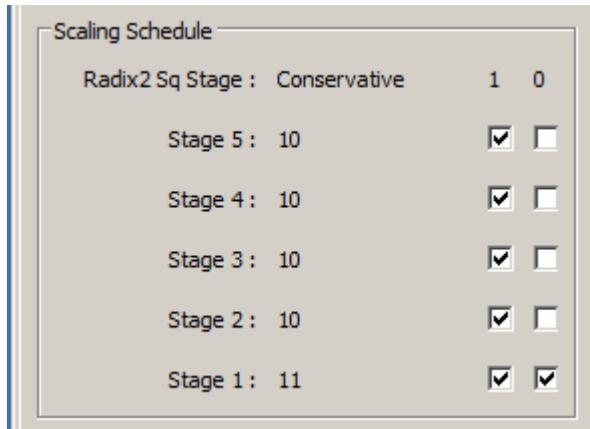 Scaling Schedule
Radix2 Sq Stage : Conservative 1 0
Stage 5 : 10
Stage 4 : 10
Stage 3 : 10
Stage 2 : 10
Stage 1 : 11